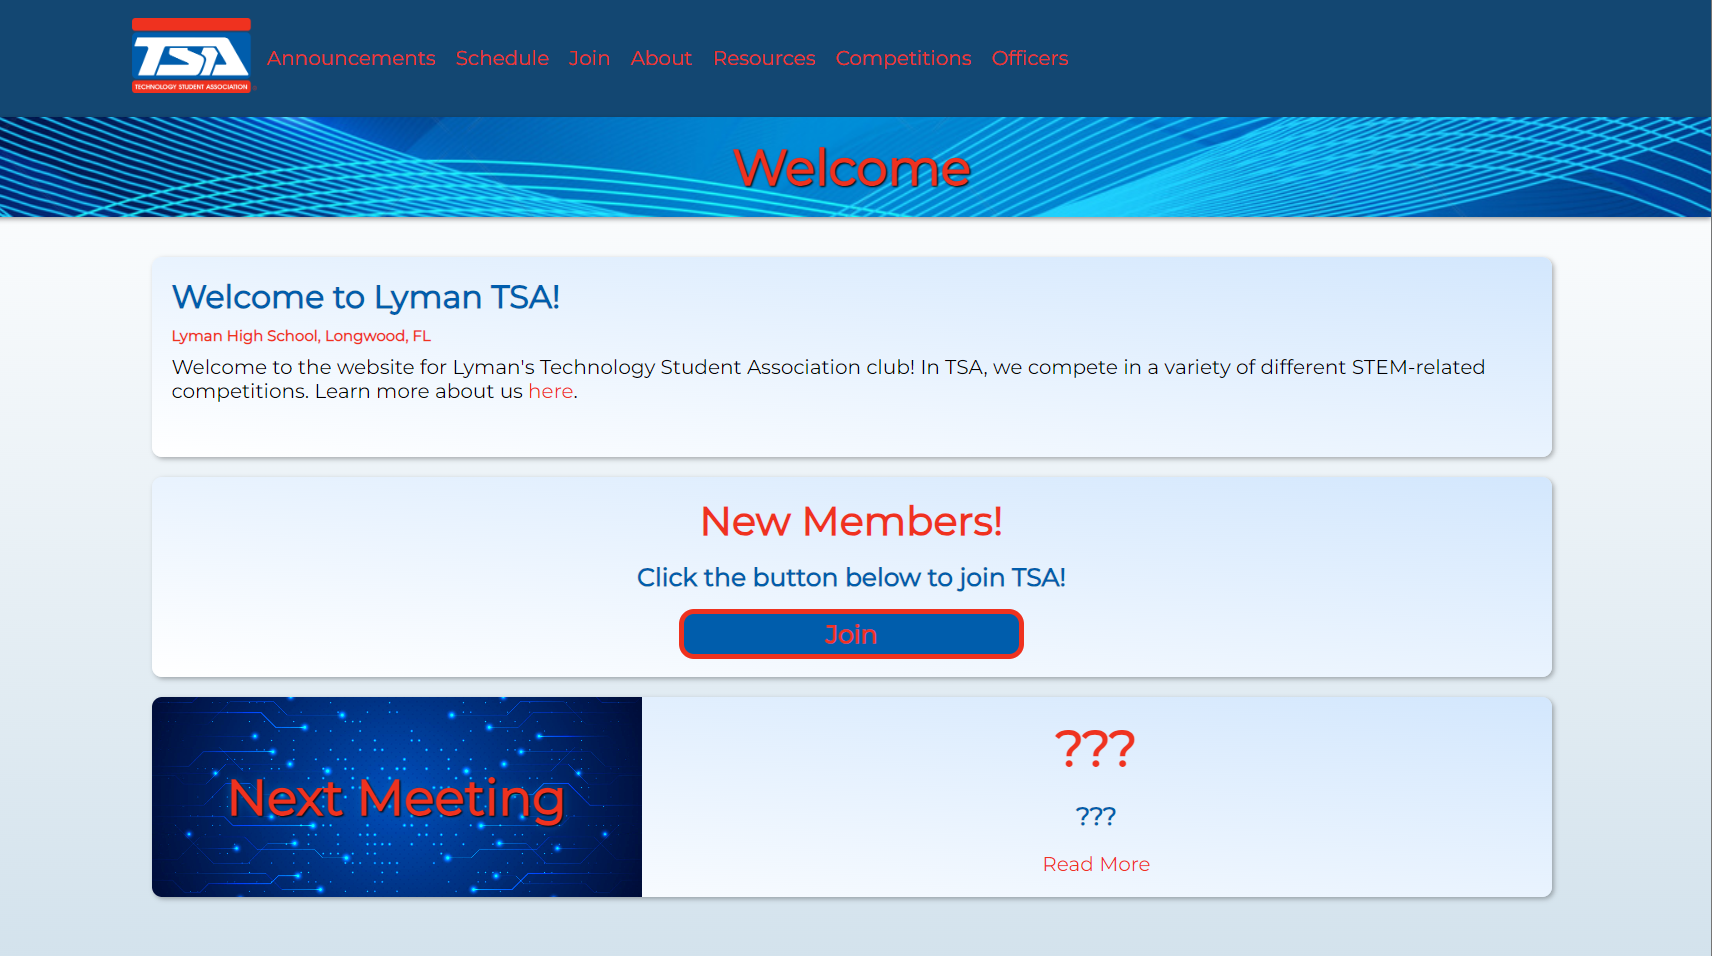 TSA
TECHNOLOGY STUDENT ASSOCIATION
Announcements Schedule Join About Resources Competitions Officers
Welcome
Welcome to Lyman TSA!
Lyman High School, Longwood, FL
Welcome to the website for Lyman's Technology Student Association club! In TSA, we compete in a variety of different STEM-related
competitions. Learn more about us here.
New Members!
Click the button below to join TSA!
Join
Next Meeting
???
???
Read More